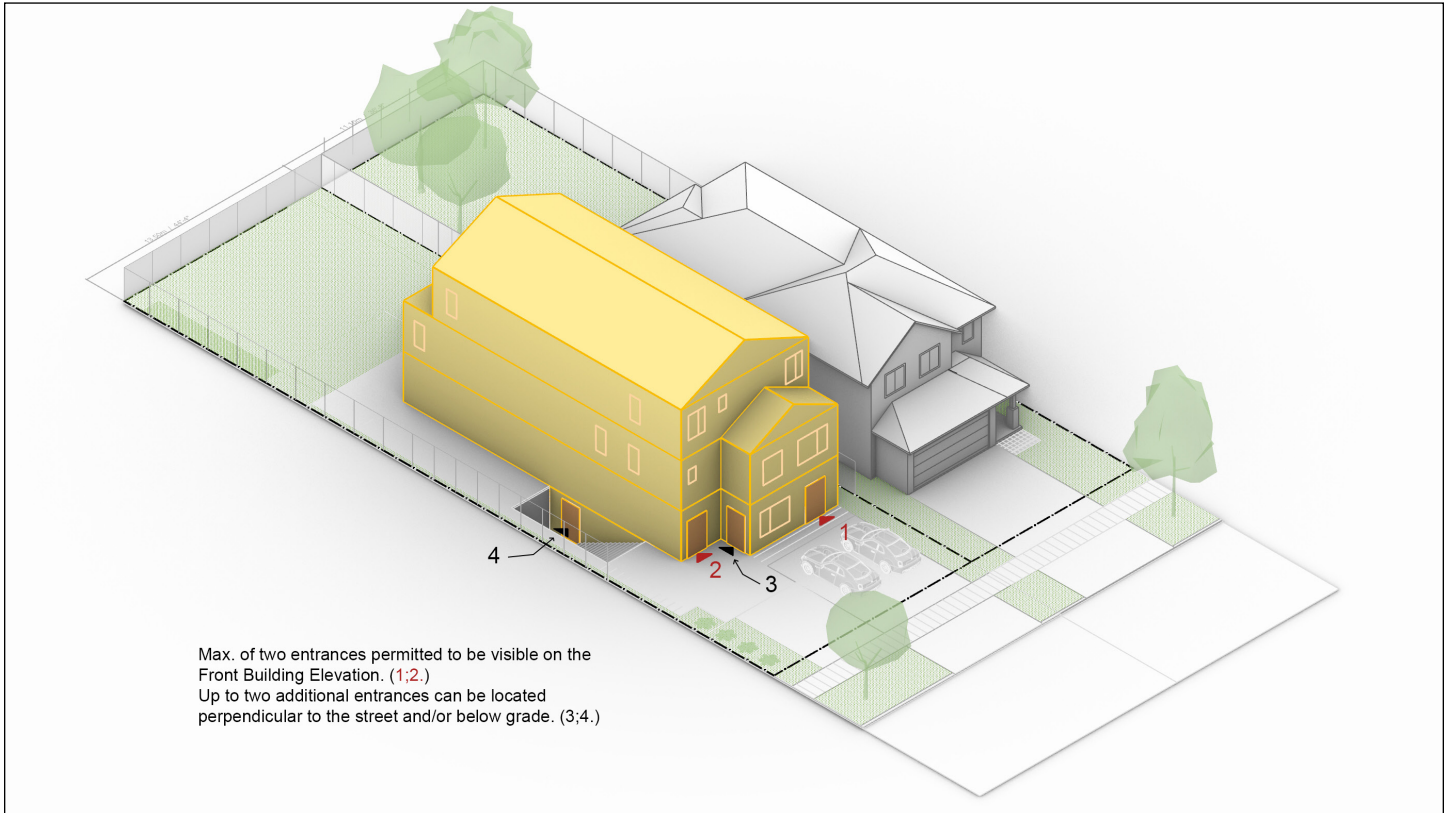 4
2
3
1
Max. of two entrances permitted to be visible on the
Front Building Elevation. (1;2.)
Up to two additional entrances can be located
perpendicular to the street and/or below grade. (3;4.)